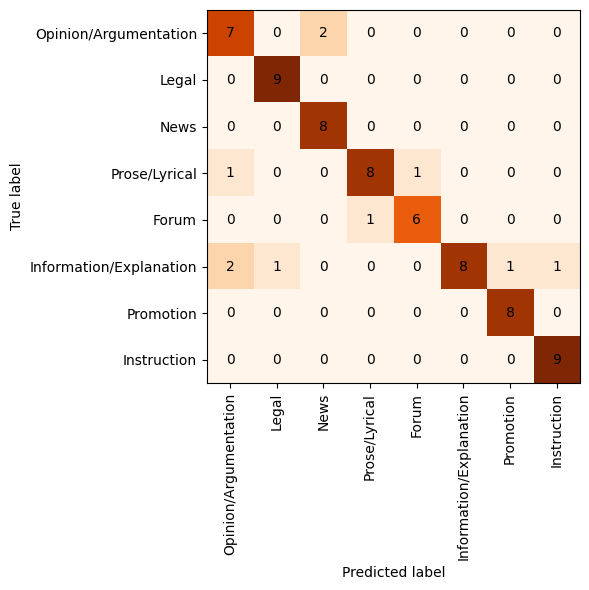 Opinion/Argumentation 7 0 2 0 0 0 0 0
Legal 0 9 0 0 0 0 0 0
News 0 0 8 0 0 0 0 0
Prose/Lyrical 1 0 0 8 1 0 0 0
Forum 0 0 0 1 6 0 0 0
Information/Explanation 2 1 0 0 0 8 1 1
Promotion 0 0 0 0 0 0 8 0
Instruction 0 0 0 0 0 0 0 9
True label
Opinion/Argumentation
Legal
News
Prose/Lyrical
Forum
Information/Explanation
Promotion
Instruction
Predicted label